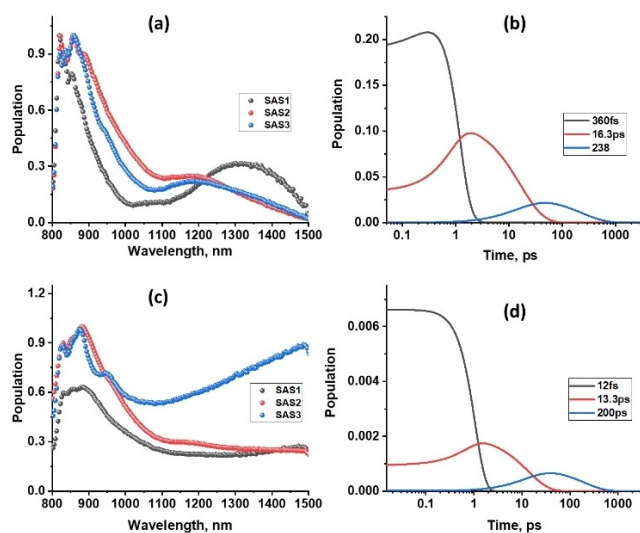 (a)
Population
0.9
0.6
0.3
0.0
SAS1
SAS2
SAS3
800 900 1000 1100 1200 1300 1400 1500
Wavelength, nm
(b)
Population
0.20
0.15
0.10
0.05
0.00
360fs
16.3ps
238
0.1 1 10 100 1000
Time, ps
(c)
Population
1.2
0.9
0.6
0.3
0.0
SAS1
SAS2
SAS3
800 900 1000 1100 1200 1300 1400 1500
Wavelength, nm
(d)
Population
0.006
0.004
0.002
0.000
12fs
13.3ps
200ps
0.1 1 10 100 1000
Time, ps